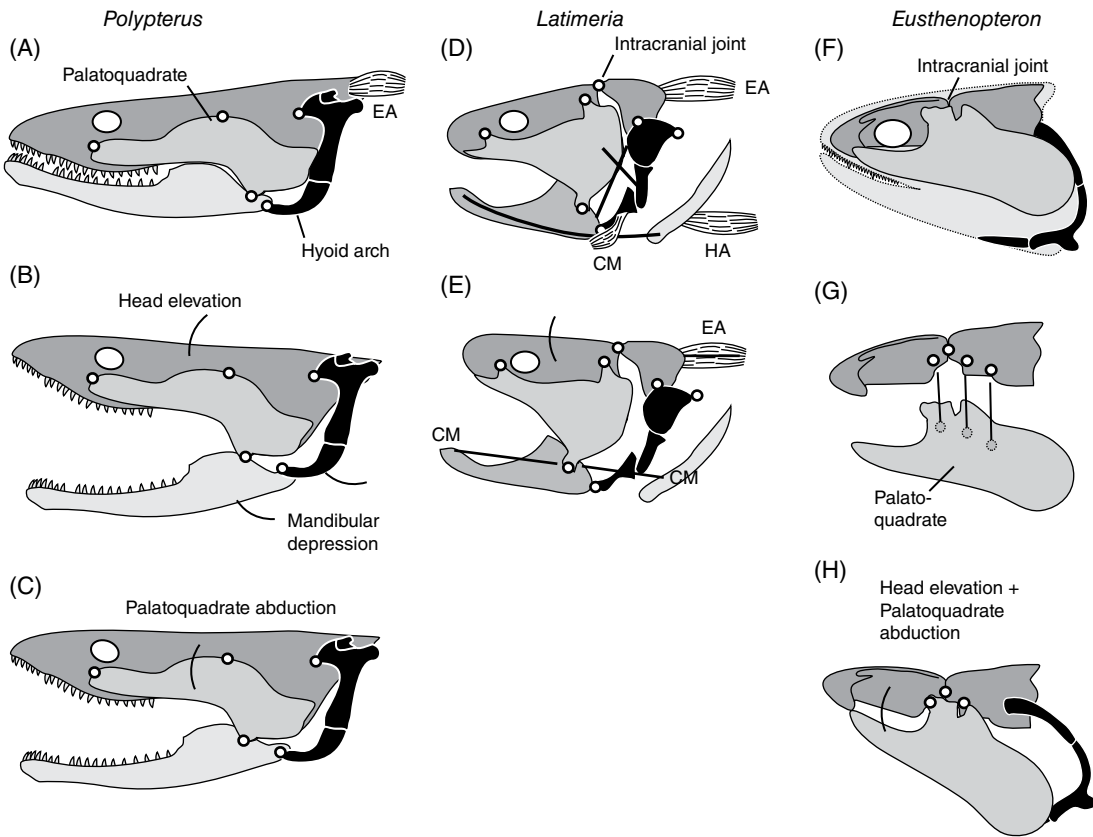 Polypterus
(A)
Palatoquadrate
EA
Hyoid arch
(B)
Head elevation
Mandibular
depression
(C)
Palatoquadrate abduction
Latimeria
(D)
Intracranial joint
EA
CM
HA
(E)
EA
CM
CM
Eusthenopteron
(F)
Intracranial joint
(G)
Palato-
quadrate
(H)
Head elevation +
Palatoquadrate
abduction